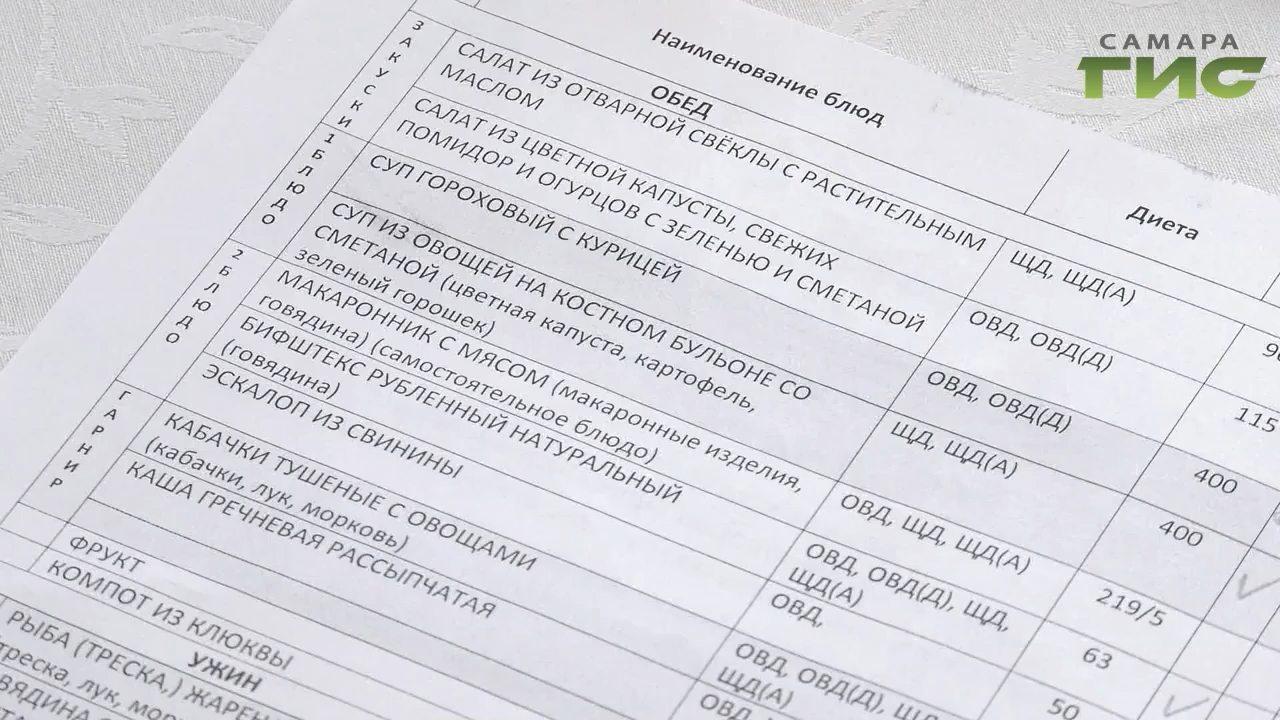 САМАРА
ГИС
Наименование блюд
Диета
ОБЕД
ЗАКУСКИ
САЛАТ ИЗ ОТВАРНОЙ СВЁКЛЫ С РАСТИТЕЛЬНЫМ
МАСЛОМ
ЩД, ЩД(А)
САЛАТ ИЗ ЦВЕТНОЙ КАПУСТЫ, СВЕЖИХ
ПОМИДОР И ОГУРЦОВ С ЗЕЛЕНЬЮ И СМЕТАНОЙ
ОВД, ОВД(Д)
115
1 БЛЮДО
СУП ГОРОХОВЫЙ С КУРИЦЕЙ
ОВД, ОВД(Д)
400
СУП ИЗ ОВОЩЕЙ НА КОСТНОМ БУЛЬОНЕ СО
СМЕТАНОЙ (цветная капуста, картофель,
зеленый горошек)
ЩД, ЩД(А)
400
2 БЛЮДО
МАКАРОННИК С МЯСОМ (макаронные изделия,
говядина) (самостоятельное блюдо)
ОВД, ЩД, ЩД(А)
219/5
БИФШТЕКС РУБЛЕННЫЙ НАТУРАЛЬНЫЙ
(говядина)
ОВД, ОВД(Д), ЩД,
ЩД(А)
63
ЭСКАЛОП ИЗ СВИНИНЫ
ОВД,
50
ГАРНИР
КАБАЧКИ ТУШЕНЫЕ С ОВОЩАМИ
(кабачки, лук, морковь)
ОВД, ОВД(Д), ЩД,
ЩД(А)
КАША ГРЕЧНЕВАЯ РАССЫПЧАТАЯ
ОВД,
ФРУКТ
КОМПОТ ИЗ КЛЮКВЫ
УЖИН
РЫБА (ТРЕСКА,)
треска, лук,